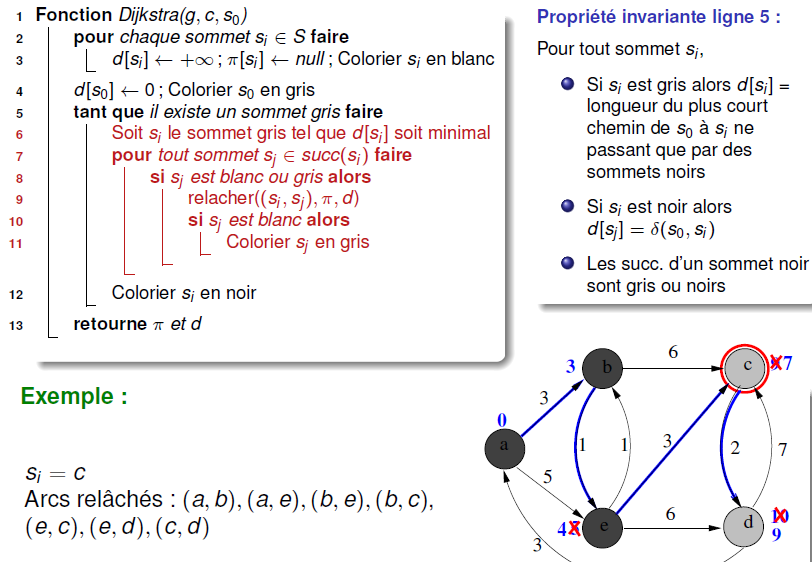 1 Fonction Dijkstra(g, c, s₀)
2 pour chaque sommet sᵢ ∈ S faire
3 d[sᵢ] ← +∞ ; π[sᵢ] ← null ; Colorier sᵢ en blanc
4 d[s₀] ← 0 ; Colorier s₀ en gris
5 tant que il existe un sommet gris faire
6 Soit sᵢ le sommet gris tel que d[sᵢ] soit minimal
7 pour tout sommet sⱼ ∈ succ(sᵢ) faire
8 si sⱼ est blanc ou gris alors
9 relacher((sᵢ, sⱼ), π, d)
10 si sⱼ est blanc alors
11 Colorier sⱼ en gris
12 Colorier sᵢ en noir
13 retourne π et d
Propriété invariante ligne 5 :
Pour tout sommet sᵢ,
Si sᵢ est gris alors d[sᵢ] =
longueur du plus court
chemin de s₀ à sᵢ ne
passant que par des
sommets noirs
Si sᵢ est noir alors
d[sⱼ] = δ(s₀, sᵢ)
Les succ. d'un sommet noir
sont gris ou noirs
Exemple :
sᵢ = c
Arcs relâchés : (a, b), (a, e), (b, e), (b, c),
(e, c), (e, d), (c, d)
3 b 6 c 7
3
0
a 1 1 3 2 7
5
4 e 6 d 10
9
3